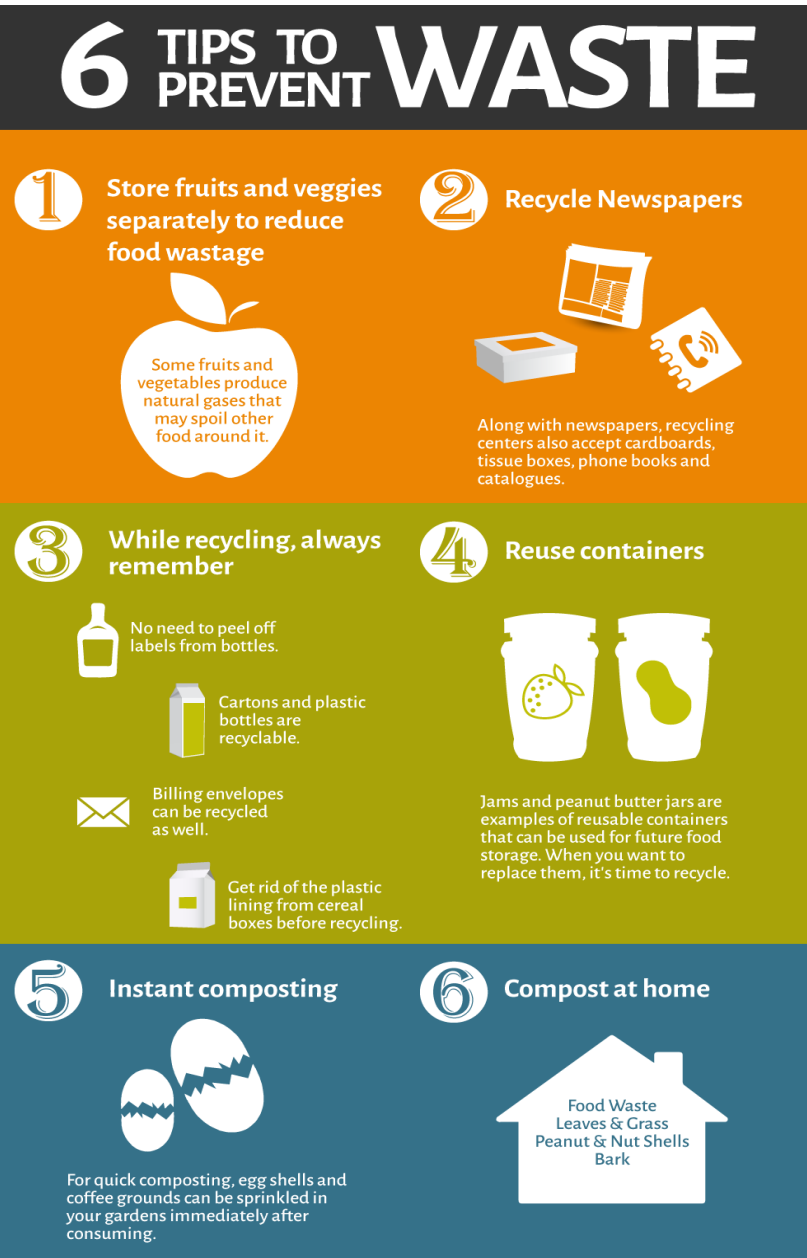 6 TIPS TO PREVENT WASTE
1
Store fruits and veggies
separately to reduce
food wastage
Some fruits and
vegetables produce
natural gases that
may spoil other
food around it.
2
Recycle Newspapers
Along with newspapers, recycling
centers also accept cardboards,
tissue boxes, phone books and
catalogues.
3
While recycling, always
remember
No need to peel off
labels from bottles.
Cartons and plastic
bottles are
recyclable.
Billing envelopes
can be recycled
as well.
Get rid of the plastic
lining from cereal
boxes before recycling.
4
Reuse containers
Jams and peanut butter jars are
examples of reusable containers
that can be used for future food
storage. When you want to
replace them, it's time to recycle.
5
Instant composting
For quick composting, egg shells and
coffee grounds can be sprinkled in
your gardens immediately after
consuming.
6
Compost at home
Food Waste
Leaves & Grass
Peanut & Nut Shells
Bark